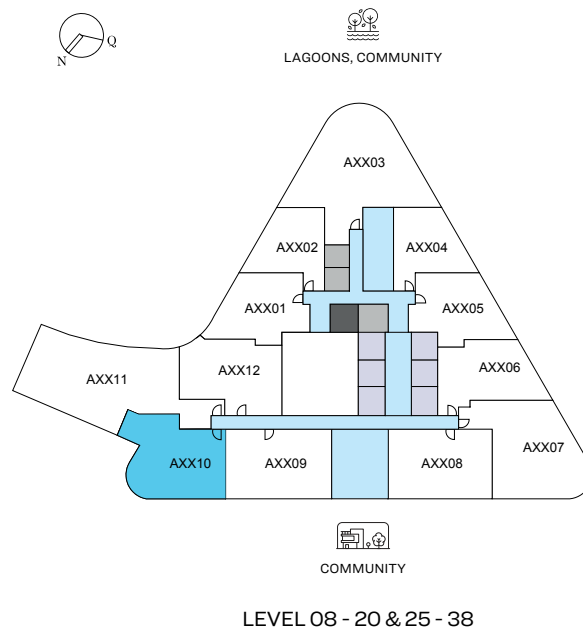 N
Q
LAGOONS, COMMUNITY
AXX03
AXX02
AXX04
AXX01
AXX05
AXX11
AXX12
AXX06
AXX10
AXX09
AXX08
AXX07
COMMUNITY
LEVEL 08 - 20 & 25 - 38